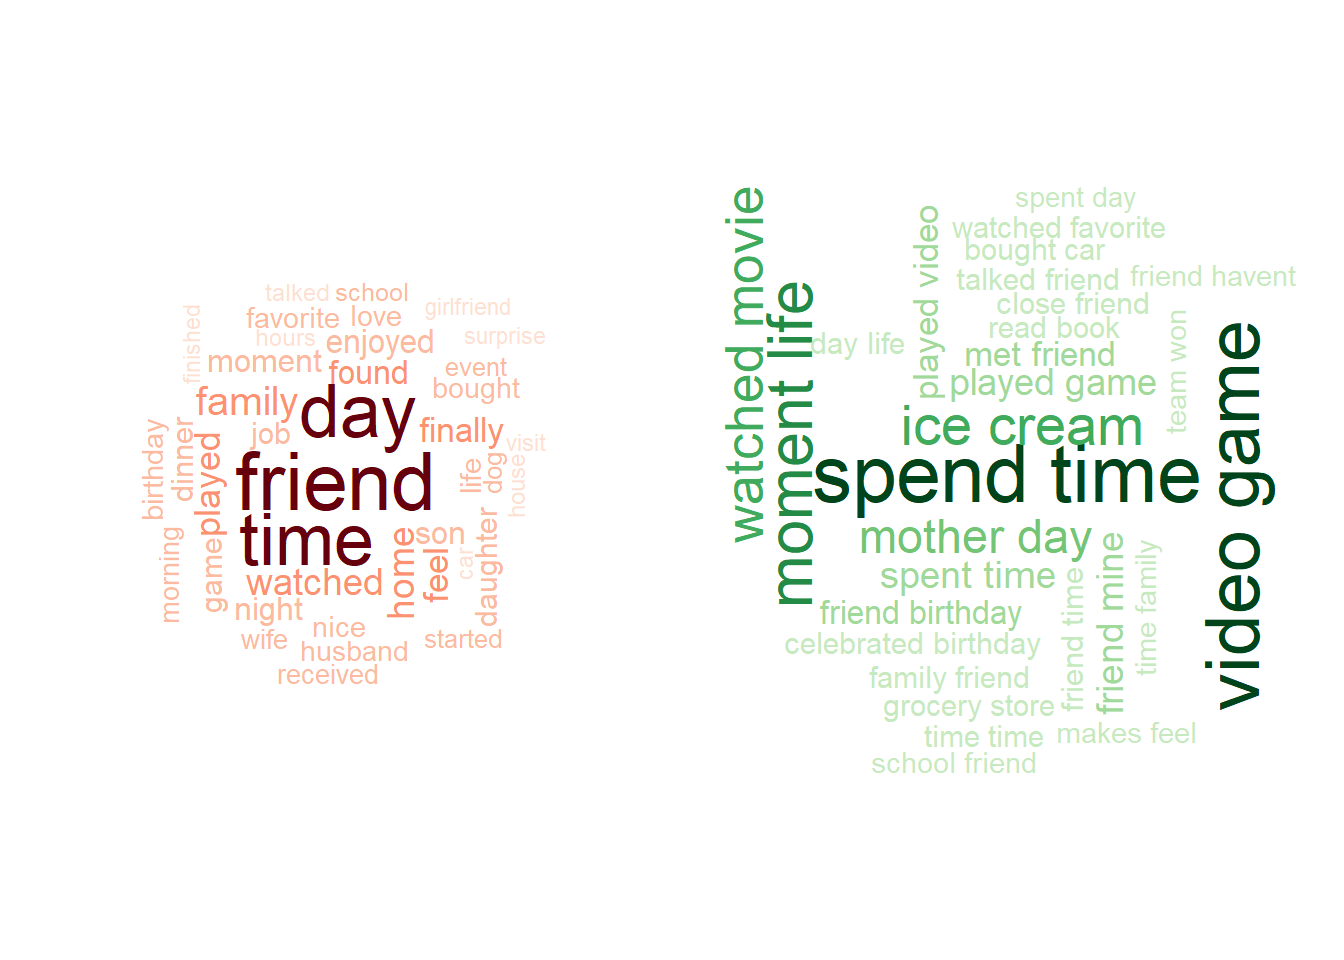 talked school
girlfriend
favorite love
hours enjoyed
surprise
finished
moment
found
event
bought
family
day
birthday
dinner
played
job
finally
visit
friend
life
dog
house
time
morning
game
watched
home
feel
son
car
daughter
night
nice
wife
husband
started
received
watched movie
moment life
spent day
played video
watched favorite
bought car
talked friend
friend havent
close friend
read book
day life
met friend
team won
played game
ice cream
spend time
video game
mother day
spent time
friend birthday
friend time
friend mine
time family
celebrated birthday
family friend
grocery store
time time
makes feel
school friend